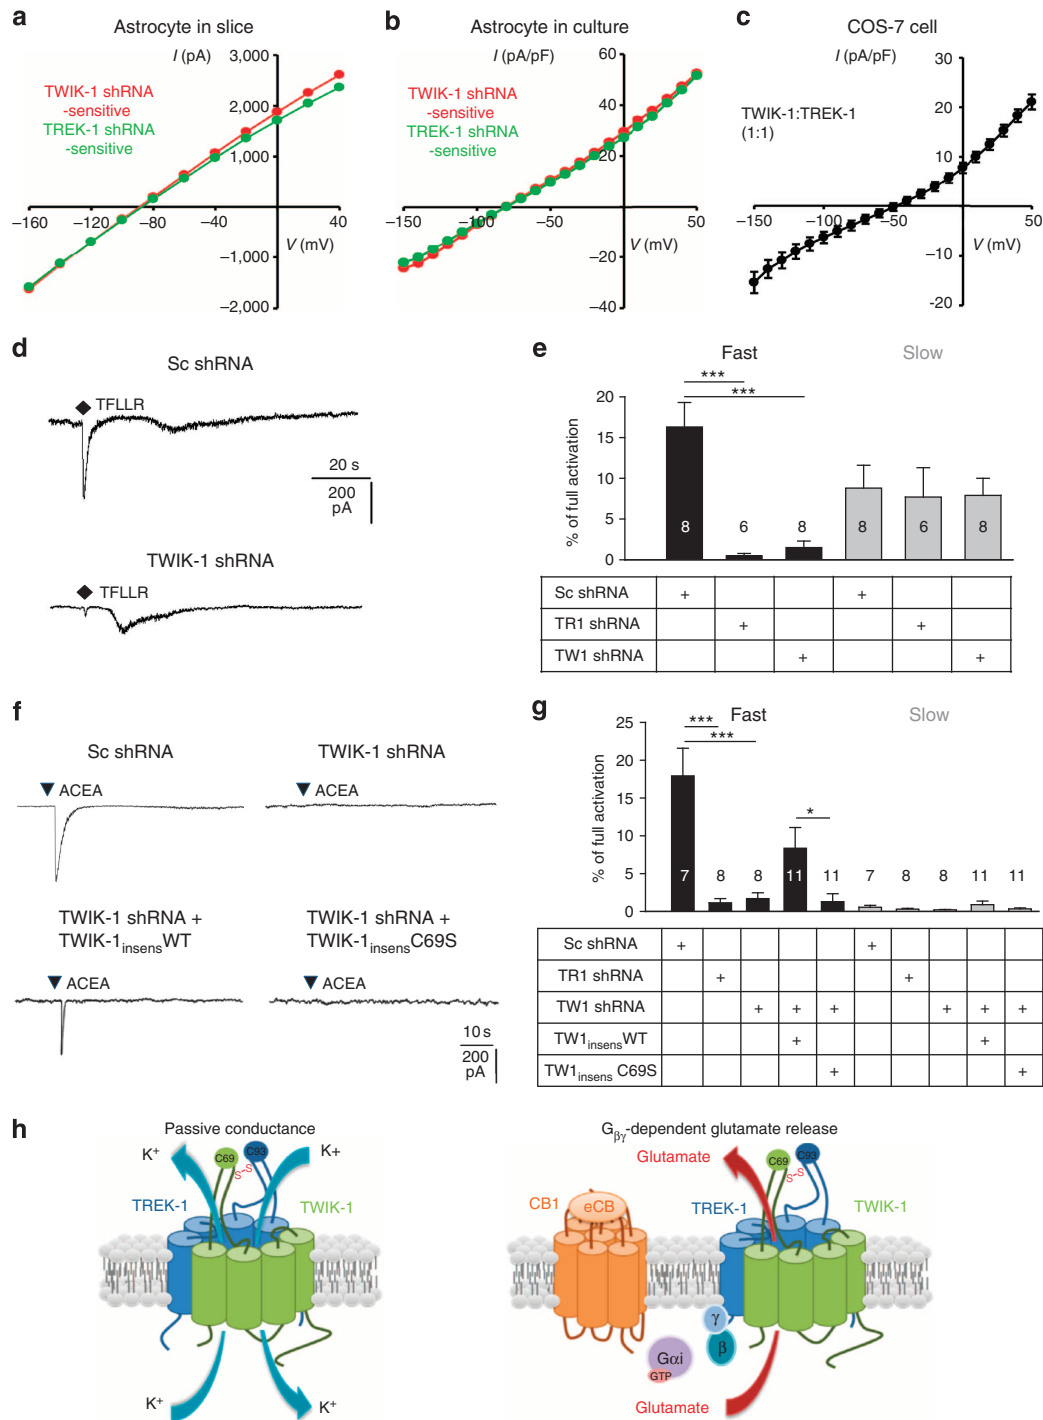 a
Astrocyte in slice
I (pA)
3,000
2,000
1,000
–1,000
–2,000
TWIK-1 shRNA
-sensitive
TREK-1 shRNA
-sensitive
–160 –120 –80 –40 0 40
V (mV)
b
Astrocyte in culture
I (pA/pF)
60
40
20
–20
–40
TWIK-1 shRNA
-sensitive
TREK-1 shRNA
-sensitive
–150 –100 –50 0 50
V (mV)
c
COS-7 cell
I (pA/pF)
30
20
10
–10
–20
TWIK-1:TREK-1
(1:1)
–150 –100 –50 0 50
V (mV)
d
Sc shRNA
TFLLR
20 s
200
pA
TWIK-1 shRNA
TFLLR
e
Fast
Slow
***
***
% of full activation
20
15
10
5
0
8 6 8 8 6 8
Sc shRNA + +
TR1 shRNA + +
TW1 shRNA + +
f
Sc shRNA
ACEA
TWIK-1 shRNA
ACEA
TWIK-1 shRNA +
TWIK-1insensWT
ACEA
TWIK-1 shRNA +
TWIK-1insensC69S
ACEA
10 s
200
pA
g
Fast
Slow
***
***
*
% of full activation
25
20
15
10
5
0
7 8 8 11 11 7 8 8 11 11
Sc shRNA + +
TR1 shRNA + +
TW1 shRNA + + + + + +
TW1insensWT + +
TW1insens C69S + +
h
Passive conductance
K+
C69
C93
K+
S-S
TREK-1
TWIK-1
K+
K+
Gβγ-dependent glutamate release
Glutamate
C69
C93
S-S
CB1
eCB
TREK-1
TWIK-1
γ
β
Gαi
GTP
Glutamate